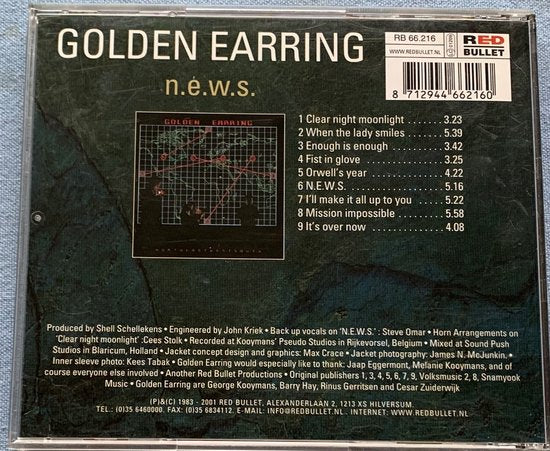 GOLDEN EARRING
n.e.w.s.
RB 66.216
WWW.REDBULLET.NL
RED
BULLET
8 712944 662160
GOLDEN EARRING
1 Clear night moonlight ....... 3.23
2 When the lady smiles ....... 5.39
3 Enough is enough .......... 3.42
4 Fist in glove ............... 3.25
5 Orwell's year .............. 4.22
6 N.E.W.S. .................. 5.16
7 I'll make it all up to you ..... 5.22
8 Mission impossible ........ 5.58
9 It's over now .............. 4.08
Produced by Shell Schellekens • Engineered by John Kriek • Back up vocals on 'N.E.W.S.' : Steve Omar • Horn Arrangements on
'Clear night moonlight' :Cees Stolk • Recorded at Kooymans' Pseudo Studios in Rijkevorsel, Belgium • Mixed at Sound Push
Studios in Blaricum, Holland • Jacket concept design and graphics: Max Crace • Jacket photography: James N. McJunkin.
Inner sleeve photo: Kees Tabak • Golden Earring would especially like to thank: Jaap Eggermont, Melanie Kooymans, and of
course everyone else involved • Another Red Bullet Productions • Original publishers 1, 3, 4, 5, 6, 7, 9, Volksmusic 2, 8, Snamyook
Music • Golden Earring are George Kooymans, Barry Hay, Rinus Gerritsen and Cesar Zuiderwijk
(P)&(C) 1983 - 2001 RED BULLET, ALEXANDERLAAN 2, 1213 XS HILVERSUM
TEL.: (0)35 6460000. FAX: (0)35 6834112. E-MAIL: INFO@REDBULLET.NL. INTERNET: WWW.REDBULLET.NL